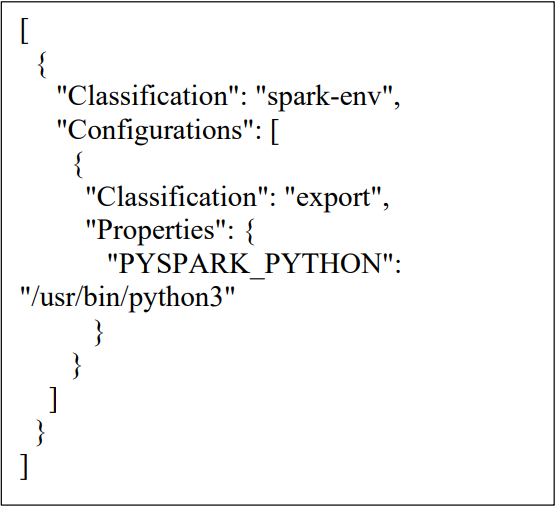 [
  {
    "Classification": "spark-env",
    "Configurations": [
      {
        "Classification": "export",
        "Properties": {
          "PYSPARK_PYTHON":
"/usr/bin/python3"
        }
      }
    ]
  }
]